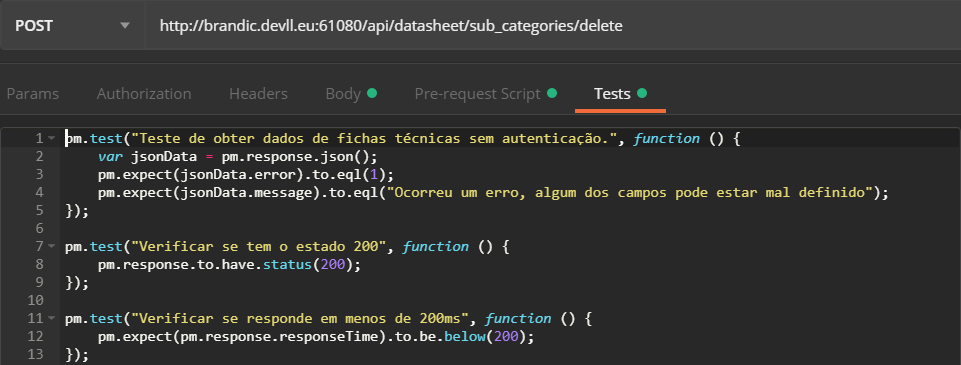 POST http://brandic.devll.eu:61080/api/datasheet/sub_categories/delete
Params Authorization Headers Body Pre-request Script Tests
1 pm.test("Teste de obter dados de fichas técnicas sem autenticação.", function () {
2 var jsonData = pm.response.json();
3 pm.expect(jsonData.error).to.eql(1);
4 pm.expect(jsonData.message).to.eql("Ocorreu um erro, algum dos campos pode estar mal definido");
5 });
6
7 pm.test("Verificar se tem o estado 200", function () {
8 pm.response.to.have.status(200);
9 });
10
11 pm.test("Verificar se responde em menos de 200ms", function () {
12 pm.expect(pm.response.responseTime).to.be.below(200);
13 });